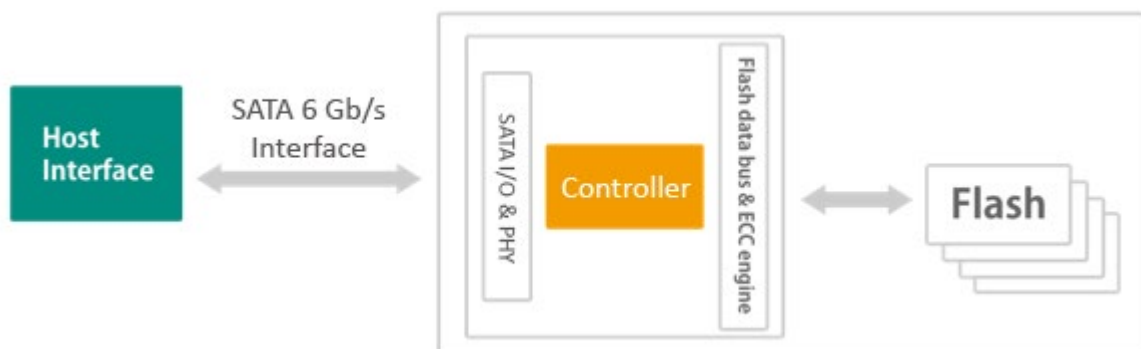 Host
Interface
SATA 6 Gb/s
Interface
SATA I/O & PHY
Controller
Flash data bus & ECC engine
Flash